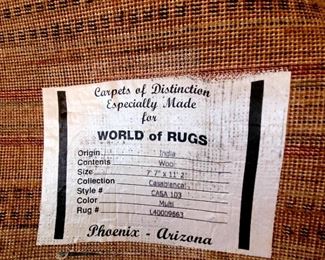 Carpets of Distinction
Especially Made
for
WORLD of RUGS
Origin India
Contents Wool
Size 7' 7" x 11' 2"
Collection Casablanca
Style # CASA 103
Color Multi
Rug # L40009663
Phoenix - Arizona